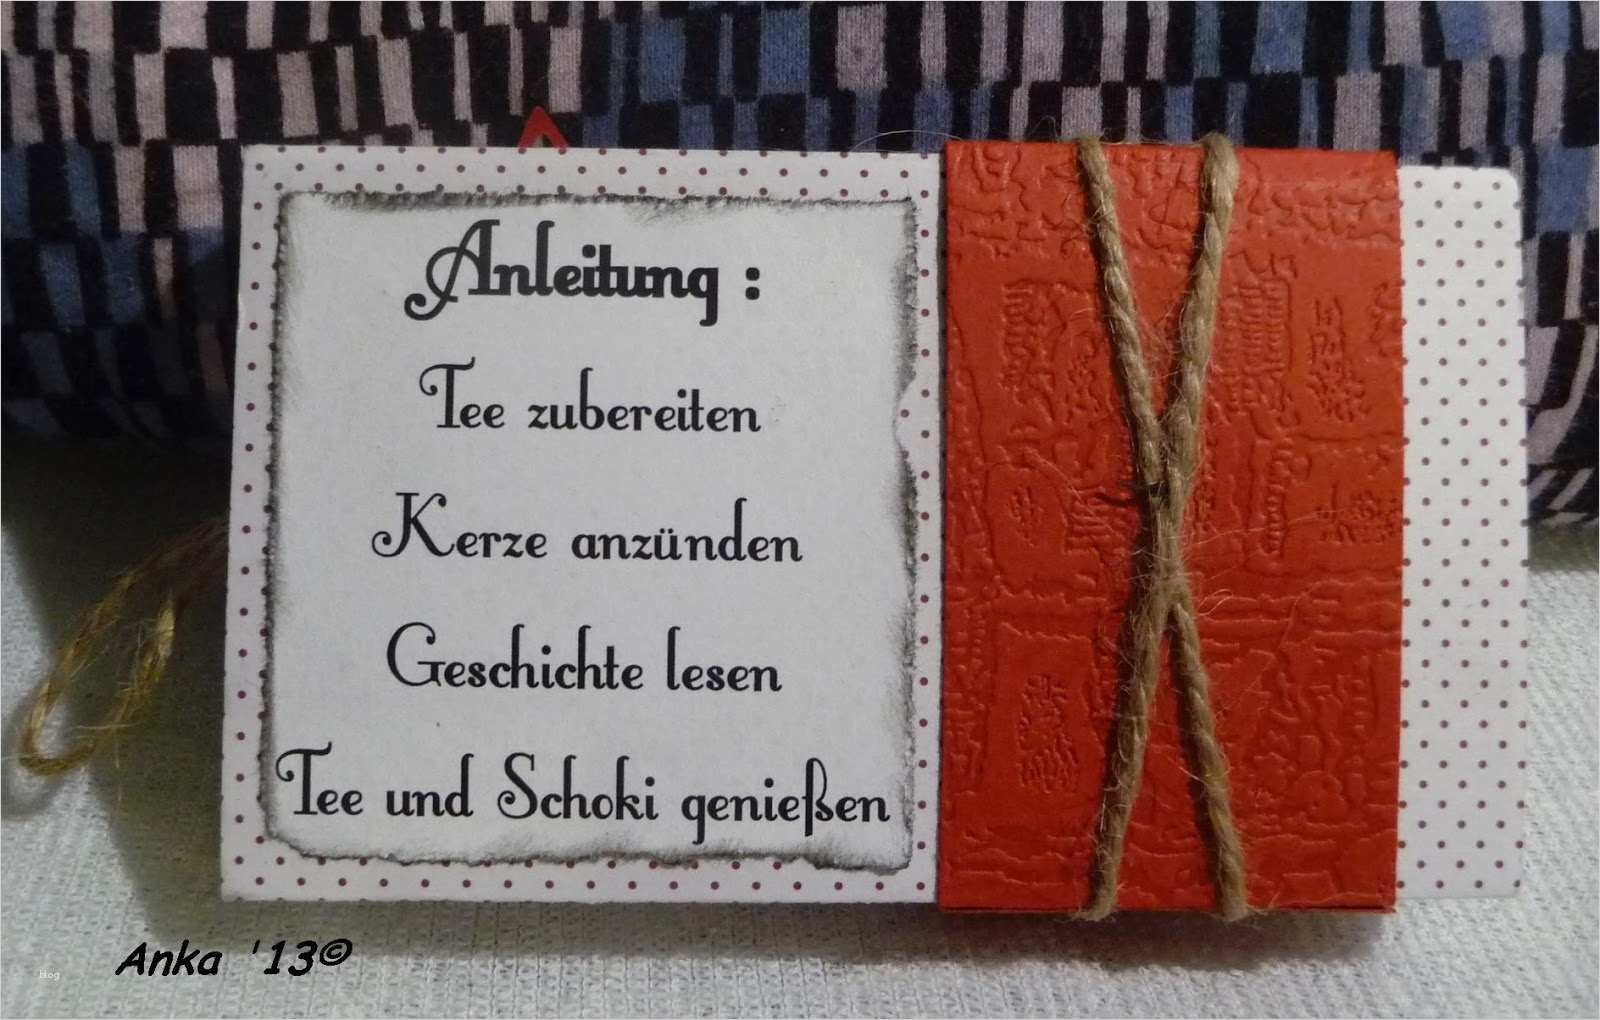 Anleitung :
Tee zubereiten
Kerze anzünden
Geschichte lesen
Tee und Schoki genießen
Anka '13©